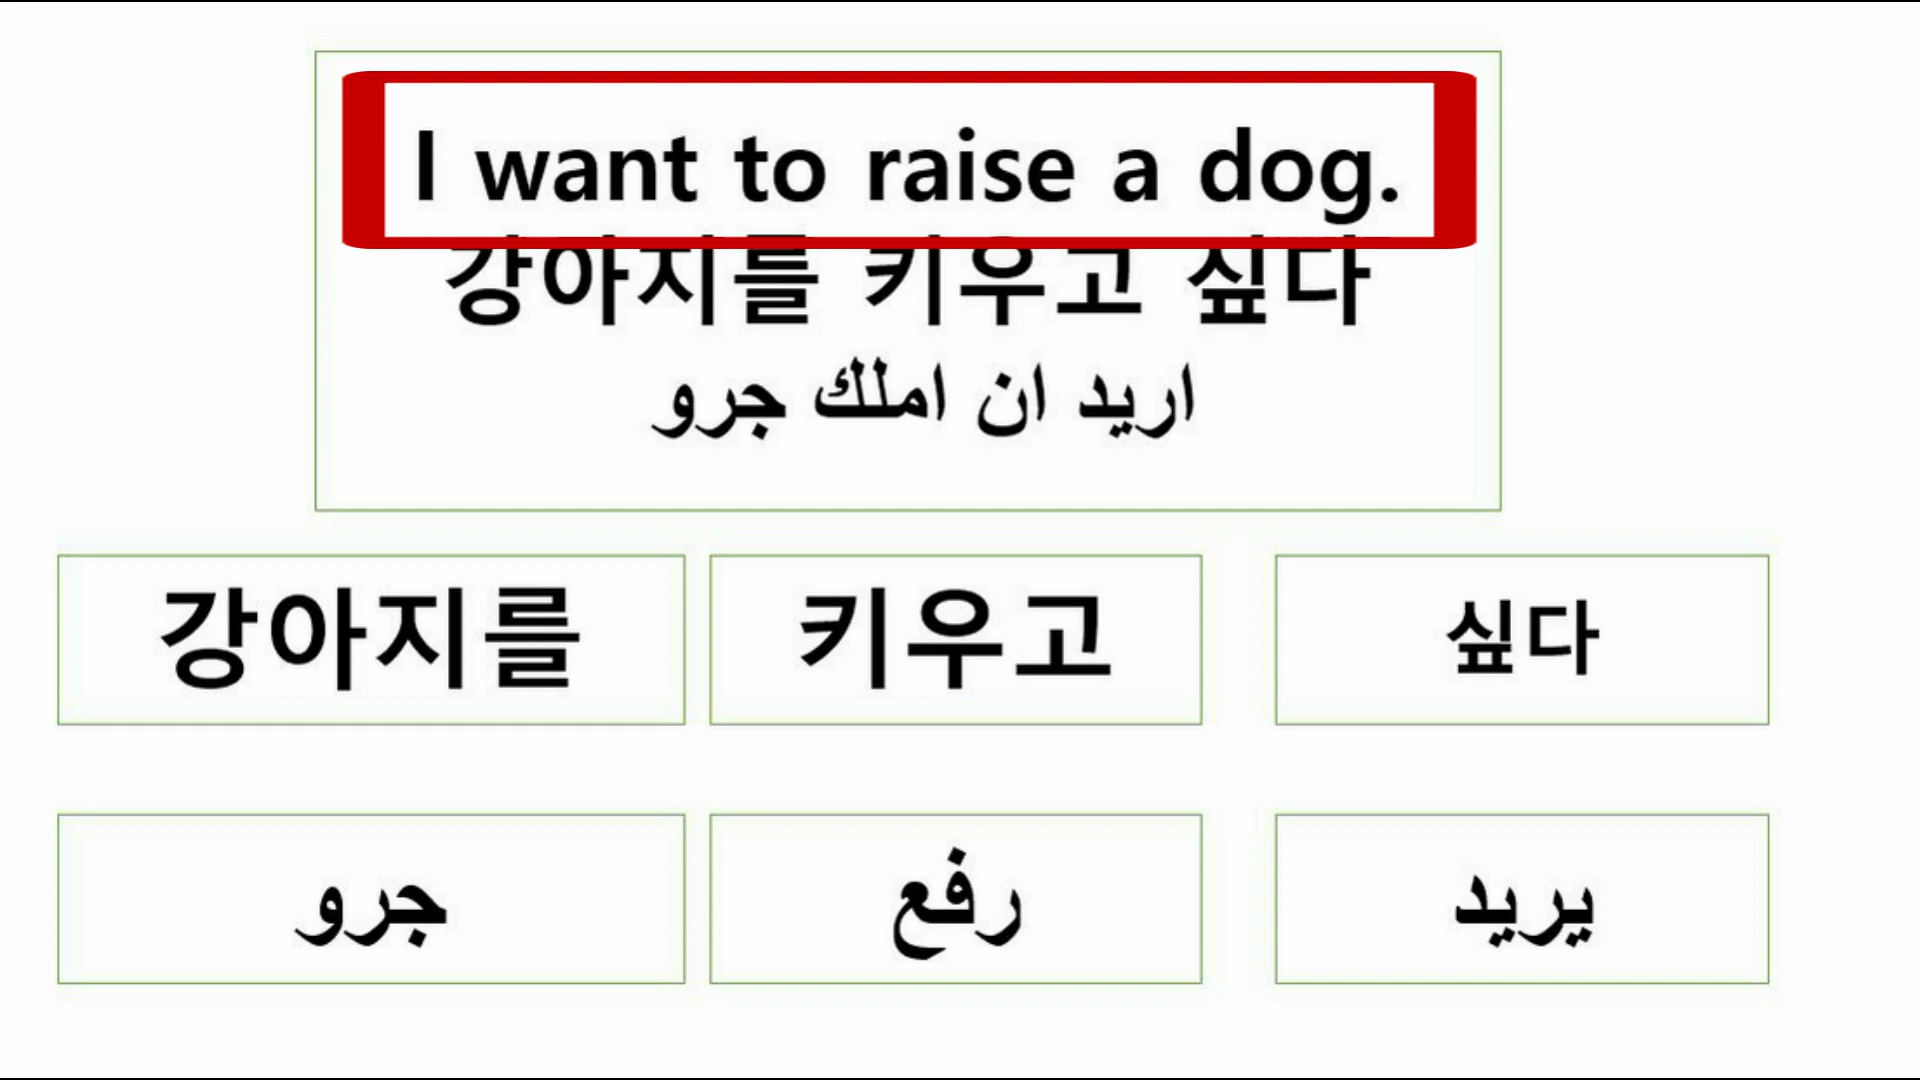 I want to raise a dog.
강아지를 키우고 싶다
اريد ان املك جرو
강아지를 키우고 싶다
جرو رفع يريد